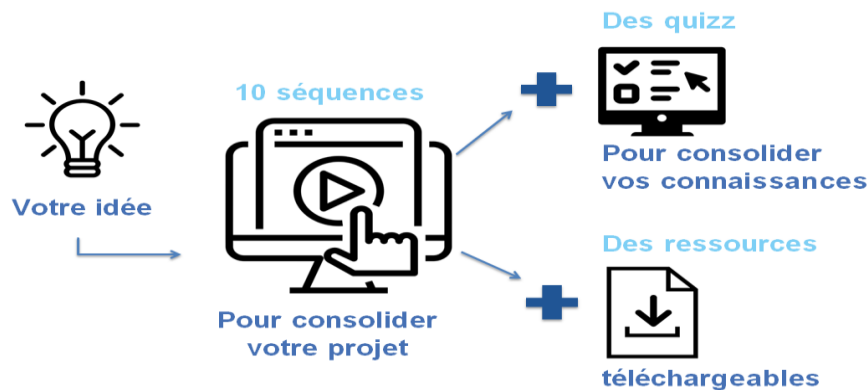 Votre idée
10 séquences
Pour consolider
votre projet
Des quizz
Pour consolider
vos connaissances
Des ressources
téléchargeables